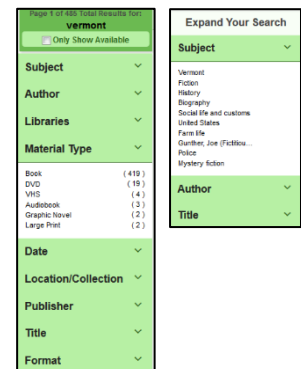 Page 1 of 485 Total Results for:
vermont
Only Show Available
Subject
Author
Libraries
Material Type
Book (419)
DVD (19)
VHS (4)
Audiobook (3)
Graphic Novel (2)
Large Print (2)
Date
Location/Collection
Publisher
Title
Format
Expand Your Search
Subject
Vermont
Fiction
History
Biography
Social life and customs
United States
Farm life
Gunther, Joe (Fictitiou...
Police
Mystery fiction
Author
Title